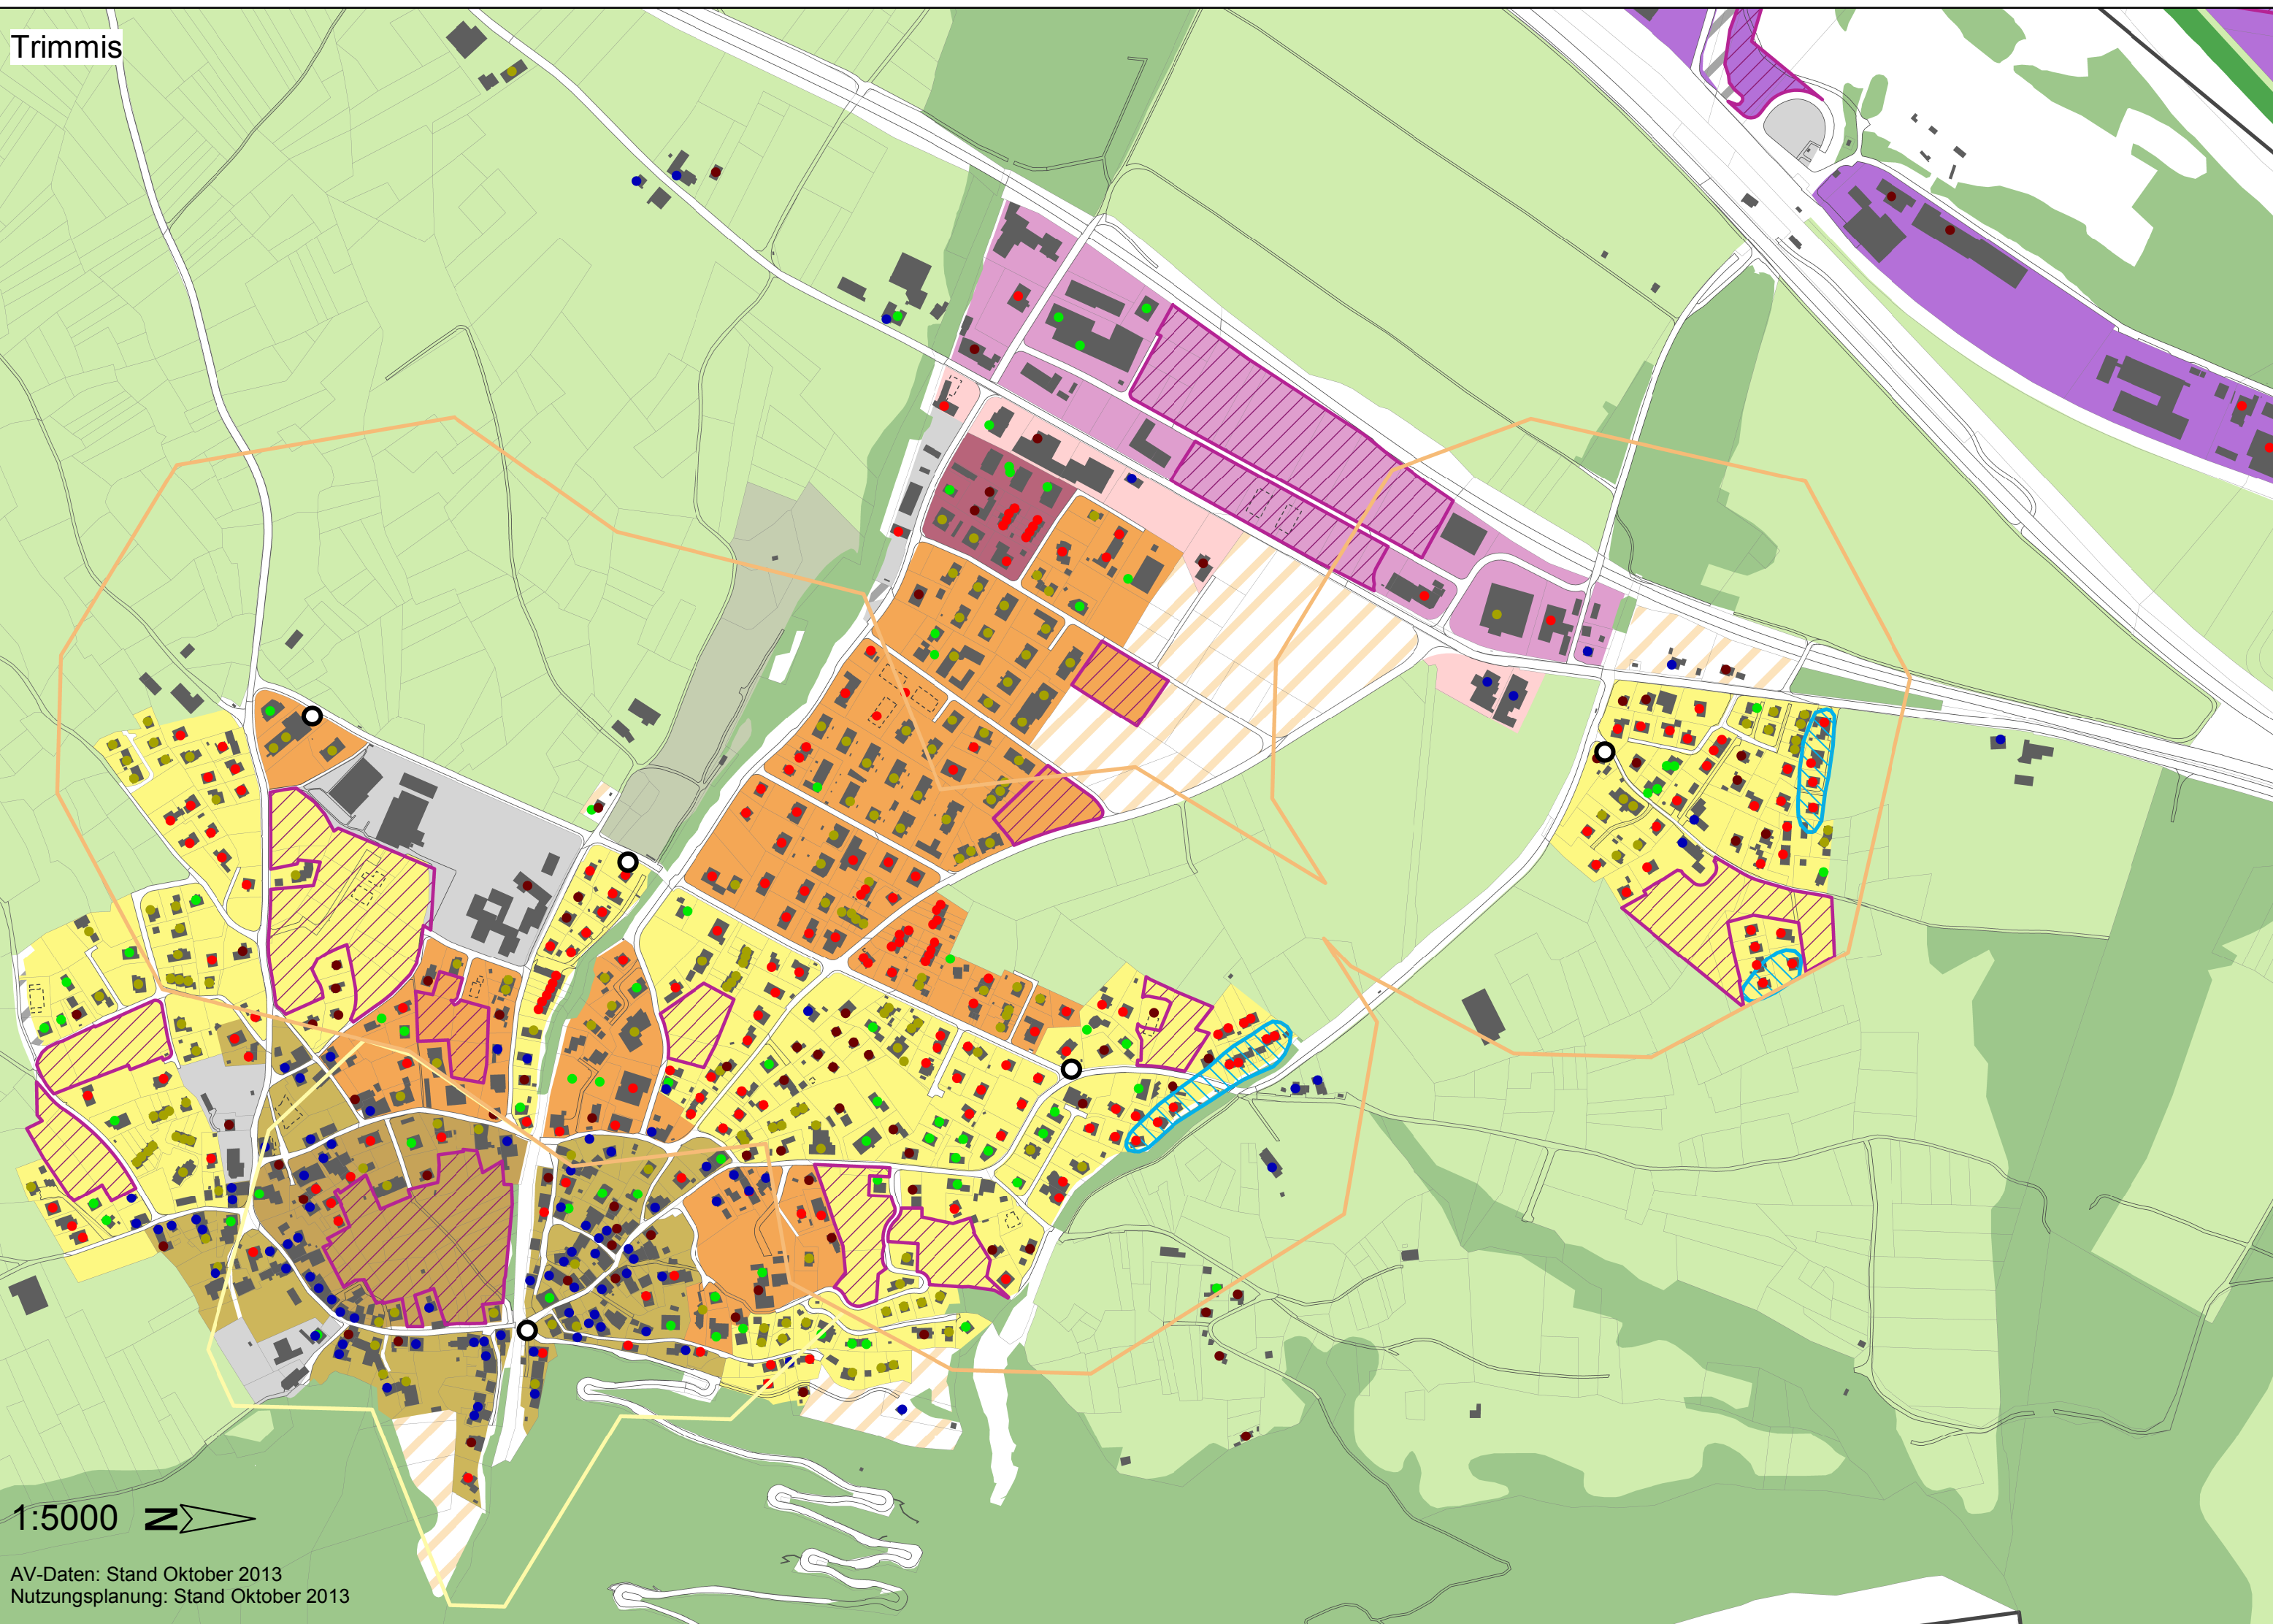 Trimmis
1:5000 N
AV-Daten: Stand Oktober 2013
Nutzungsplanung: Stand Oktober 2013